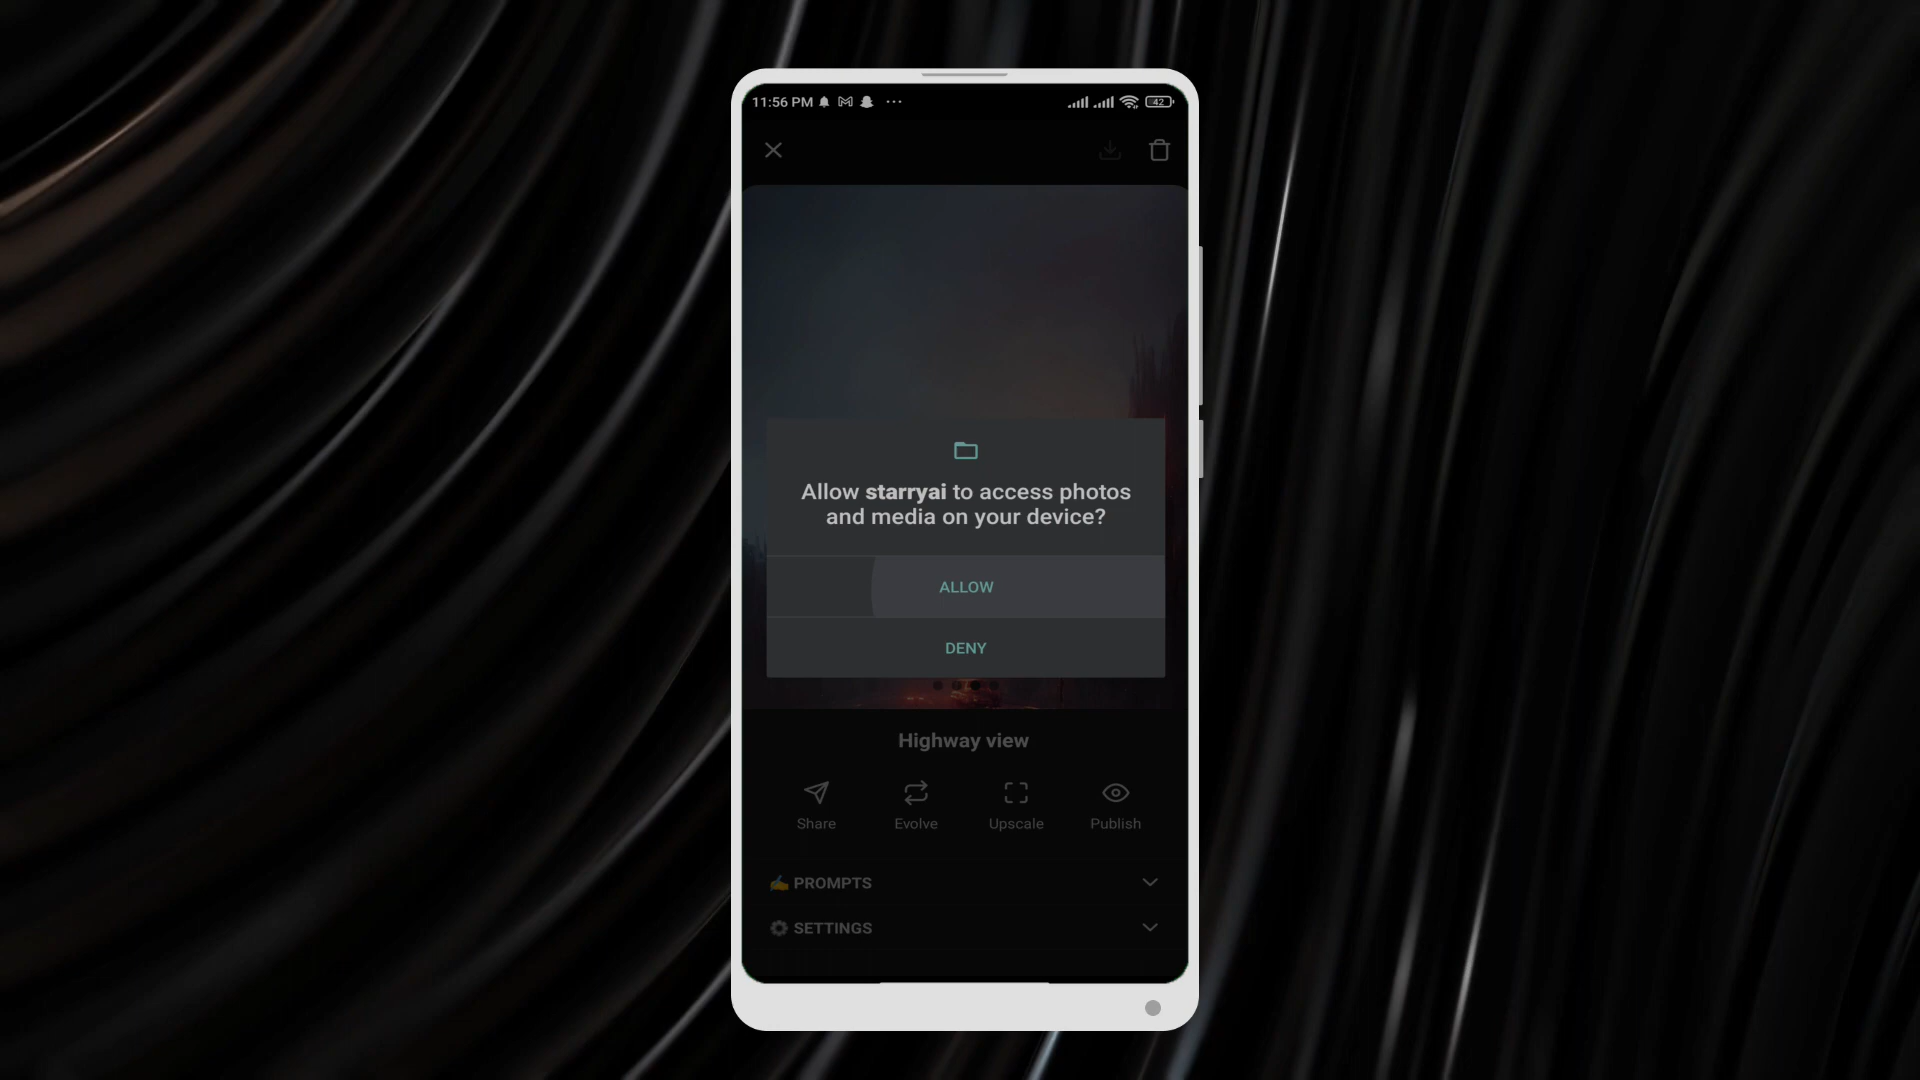 11:56 PM
42
Allow starryai to access photos
and media on your device?
ALLOW
DENY
Highway view
Share Evolve Upscale Publish
PROMPTS
SETTINGS